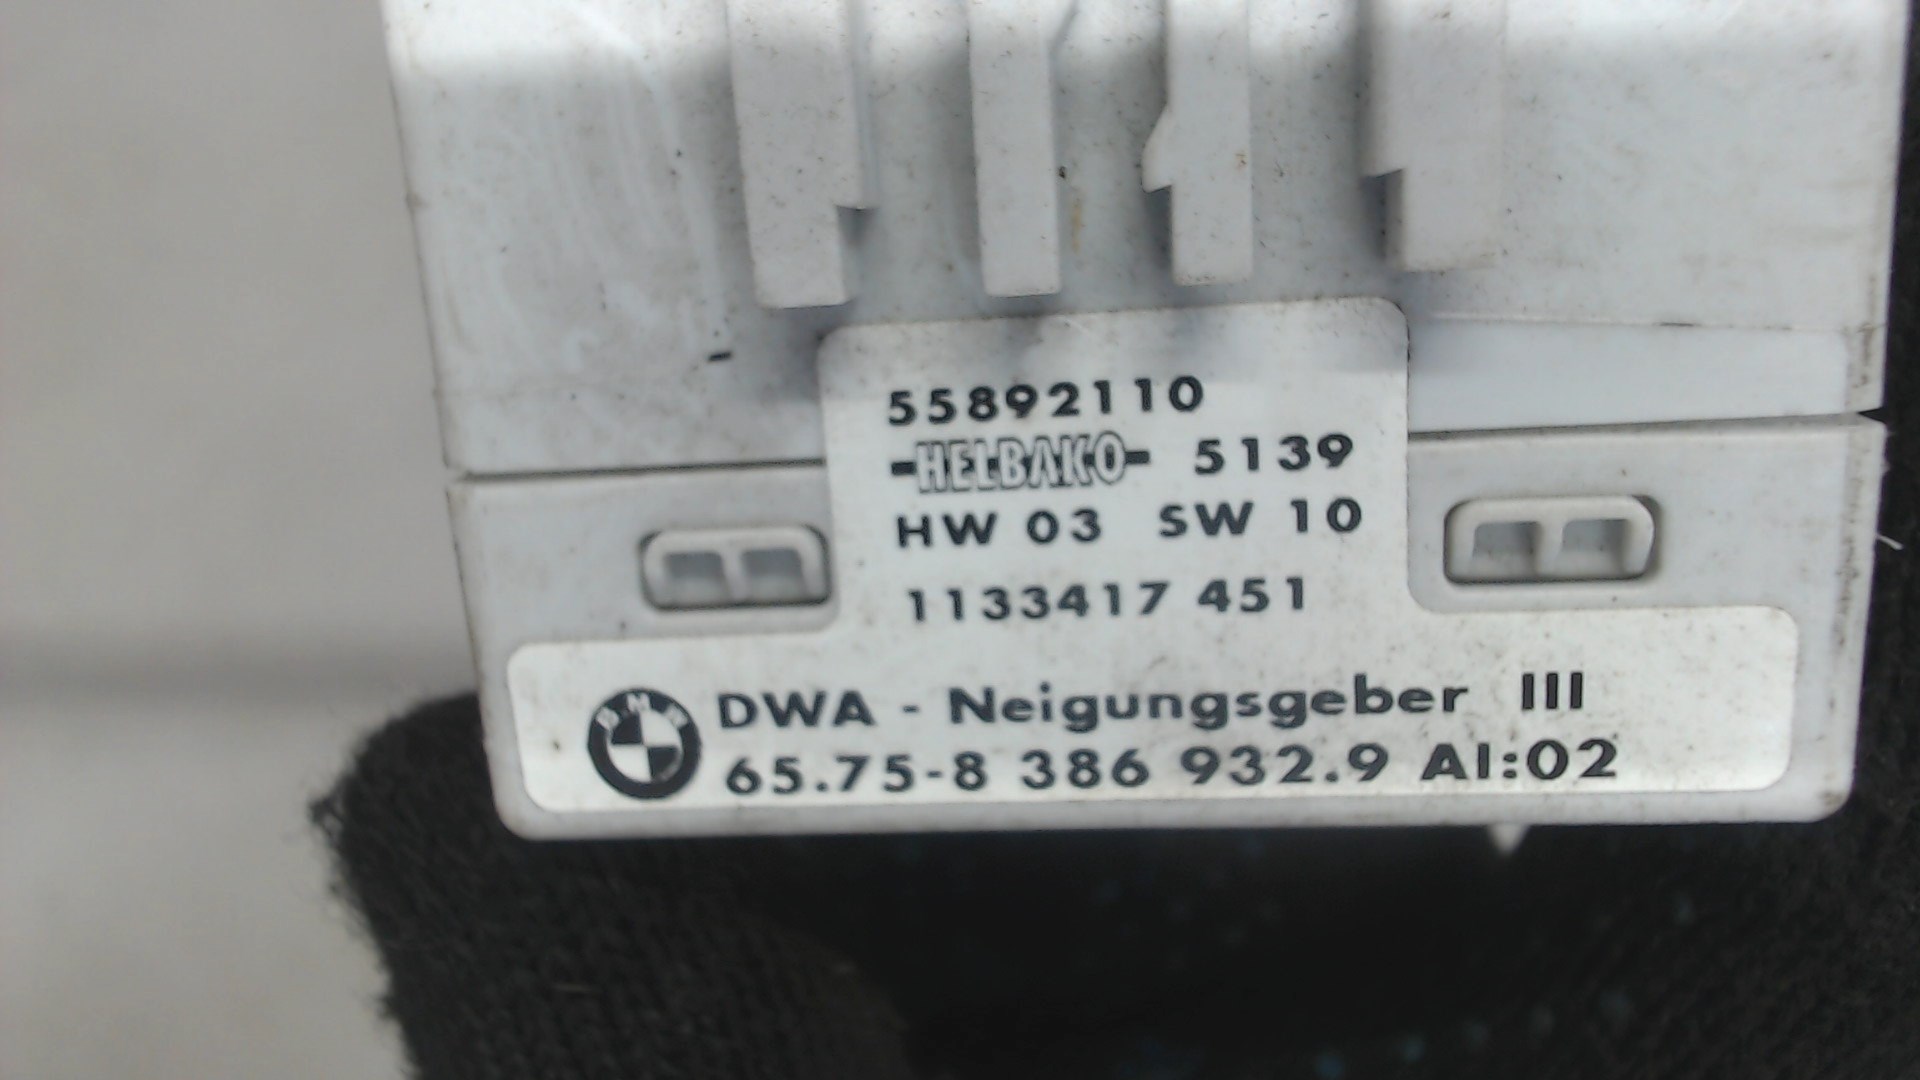 55892110
-HELBAKO- 5139
HW 03 SW 10
1133417 451
BMW
DWA - Neigungsgeber III
65.75-8 386 932.9 AI:02